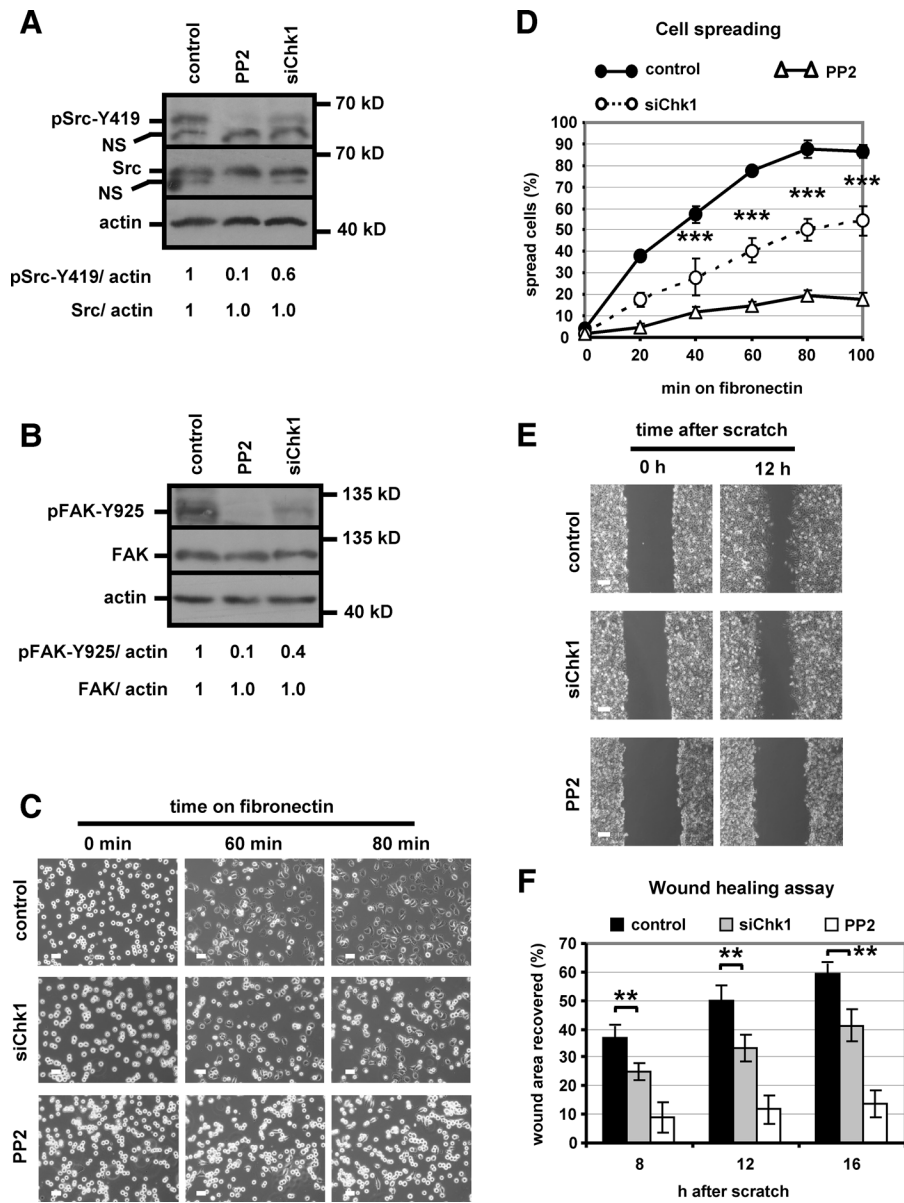 A
control
PP2
siChk1
70 kD
pSrc-Y419
NS
70 kD
Src
NS
actin
40 kD
pSrc-Y419/ actin 1 0.1 0.6
Src/ actin 1 1.0 1.0
B
control
PP2
siChk1
135 kD
pFAK-Y925
135 kD
FAK
actin
40 kD
pFAK-Y925/ actin 1 0.1 0.4
FAK/ actin 1 1.0 1.0
C
time on fibronectin
0 min 60 min 80 min
control
siChk1
PP2
D
Cell spreading
control PP2
siChk1
spread cells (%)
100
90
80
70
60
50
40
30
20
10
0
*** *** *** ***
0 20 40 60 80 100
min on fibronectin
E
time after scratch
0 h 12 h
control
siChk1
PP2
F
Wound healing assay
control siChk1 PP2
wound area recovered (%)
70
60
50
40
30
20
10
0
** ** **
8 12 16
h after scratch